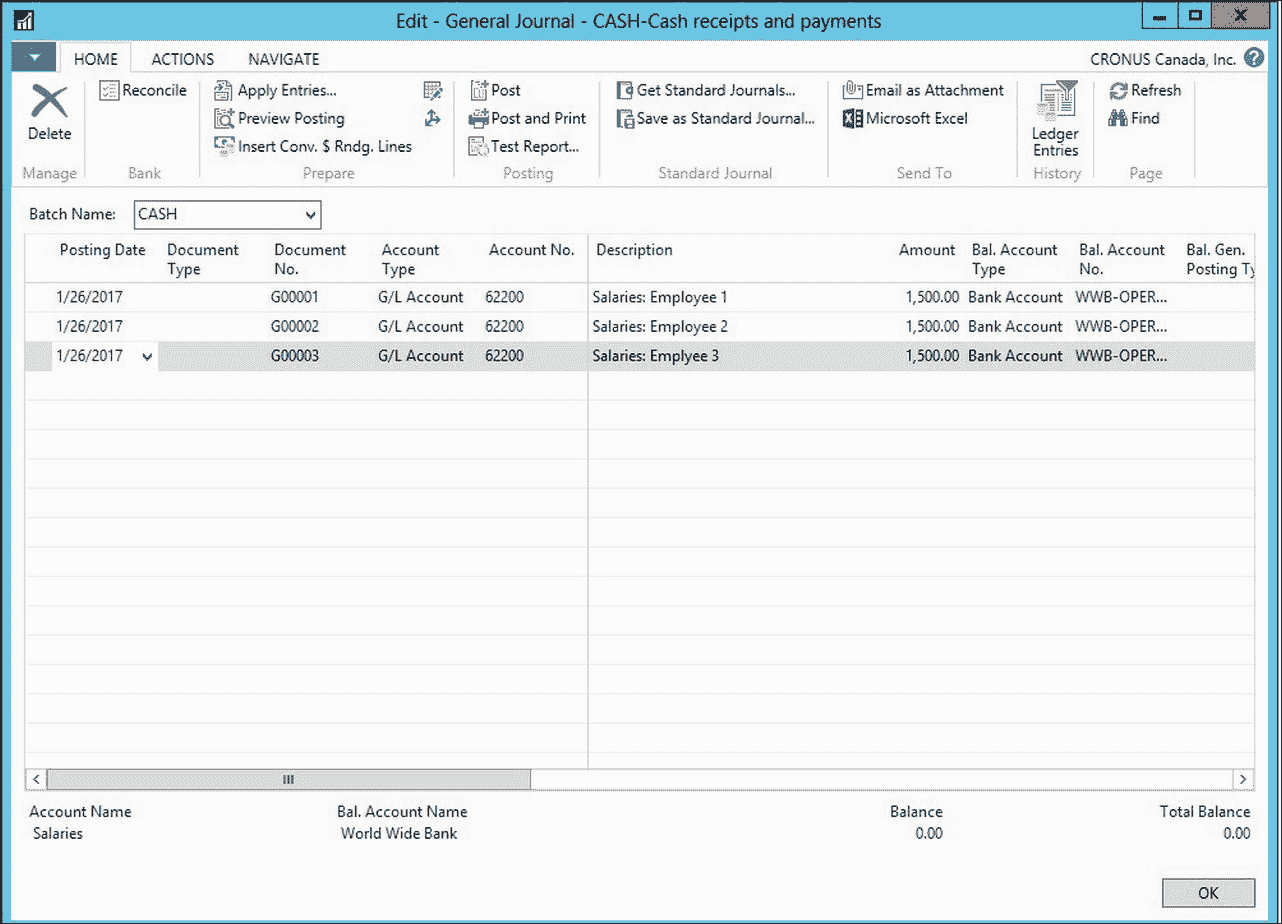 Edit - General Journal - CASH-Cash receipts and payments
HOME ACTIONS NAVIGATE CRONUS Canada, Inc.
Delete
Manage
Reconcile
Bank
Apply Entries...
Preview Posting
Insert Conv. $ Rndg. Lines
Prepare
Post
Post and Print
Test Report...
Posting
Get Standard Journals...
Save as Standard Journal...
Standard Journal
Email as Attachment
Microsoft Excel
Send To
Ledger
Entries
History
Refresh
Find
Page
Batch Name: CASH
Posting Date Document Type Document No. Account Type Account No. Description Amount Bal. Account Type Bal. Account No. Bal. Gen. Posting Ty
1/26/2017 G00001 G/L Account 62200 Salaries: Employee 1 1,500.00 Bank Account WWB-OPER...
1/26/2017 G00002 G/L Account 62200 Salaries: Employee 2 1,500.00 Bank Account WWB-OPER...
1/26/2017 G00003 G/L Account 62200 Salaries: Emplyee 3 1,500.00 Bank Account WWB-OPER...
Account Name Bal. Account Name Balance Total Balance
Salaries World Wide Bank 0.00 0.00
OK